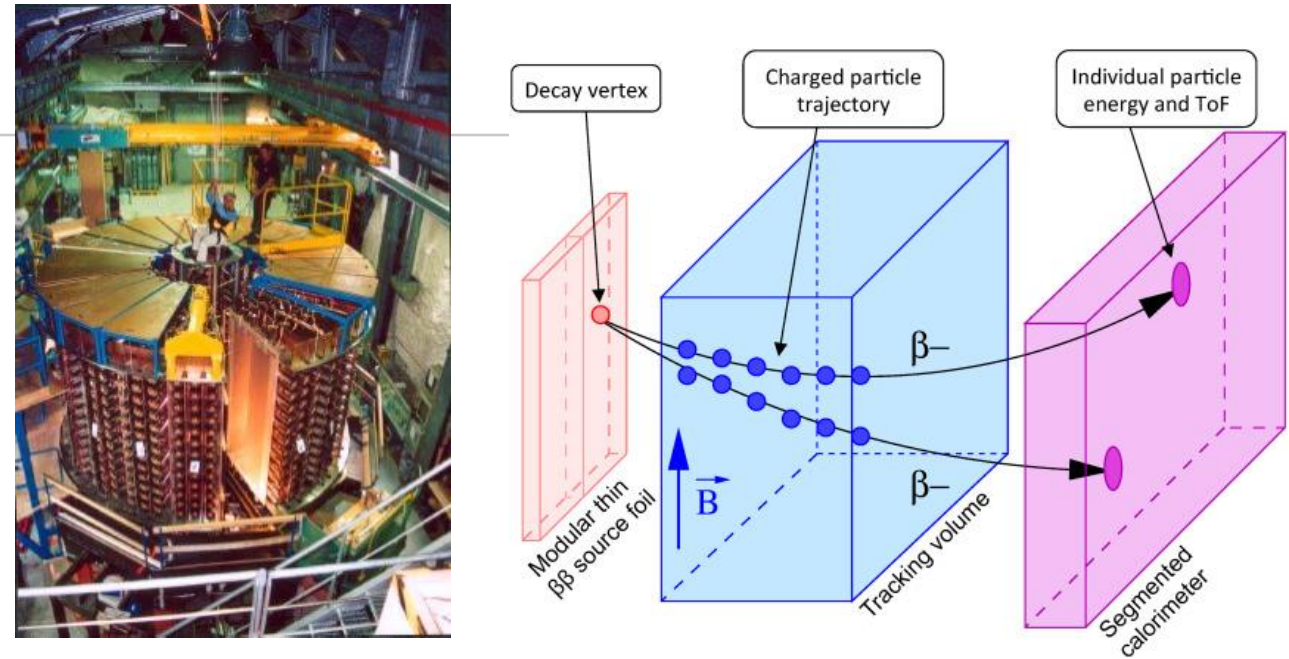 Decay vertex
Charged particle
trajectory
Individual particle
energy and ToF
β–
β–
B
Modular thin
ββ source foil
Tracking volume
Segmented
calorimeter